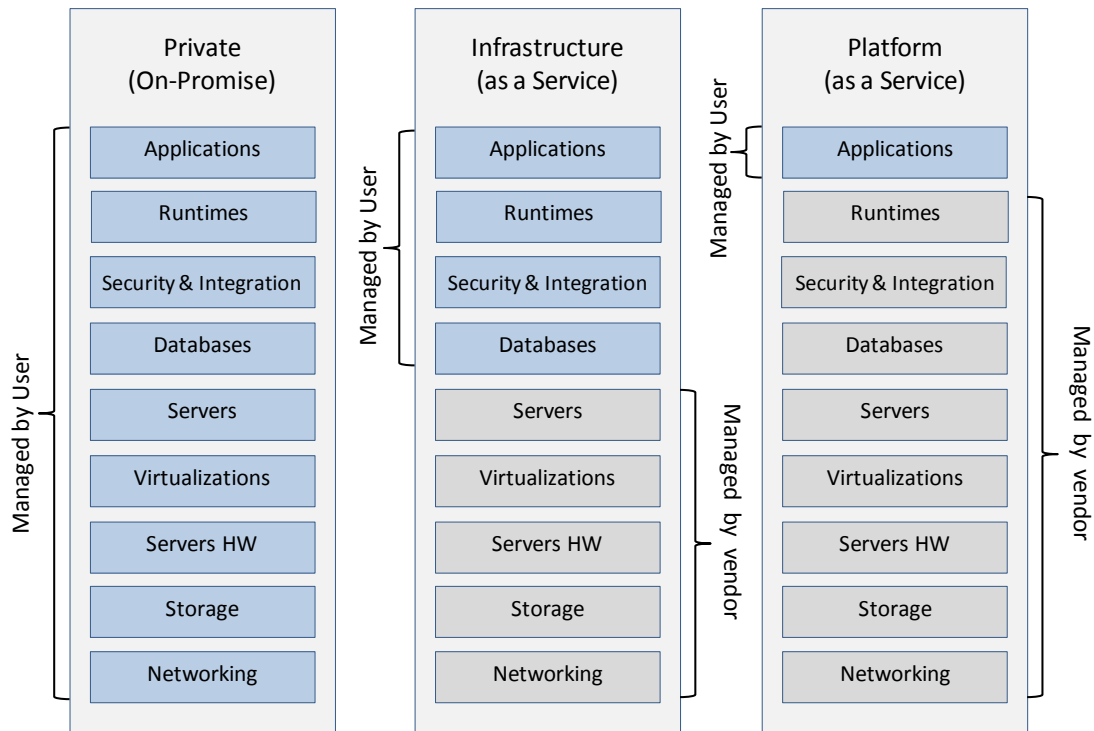 Private
(On-Promise)
Managed by User
Applications
Runtimes
Security & Integration
Databases
Servers
Virtualizations
Servers HW
Storage
Networking
Infrastructure
(as a Service)
Managed by User
Applications
Runtimes
Security & Integration
Databases
Servers
Virtualizations
Servers HW
Storage
Networking
Managed by vendor
Platform
(as a Service)
Managed by User
Applications
Runtimes
Security & Integration
Databases
Servers
Virtualizations
Servers HW
Storage
Networking
Managed by vendor